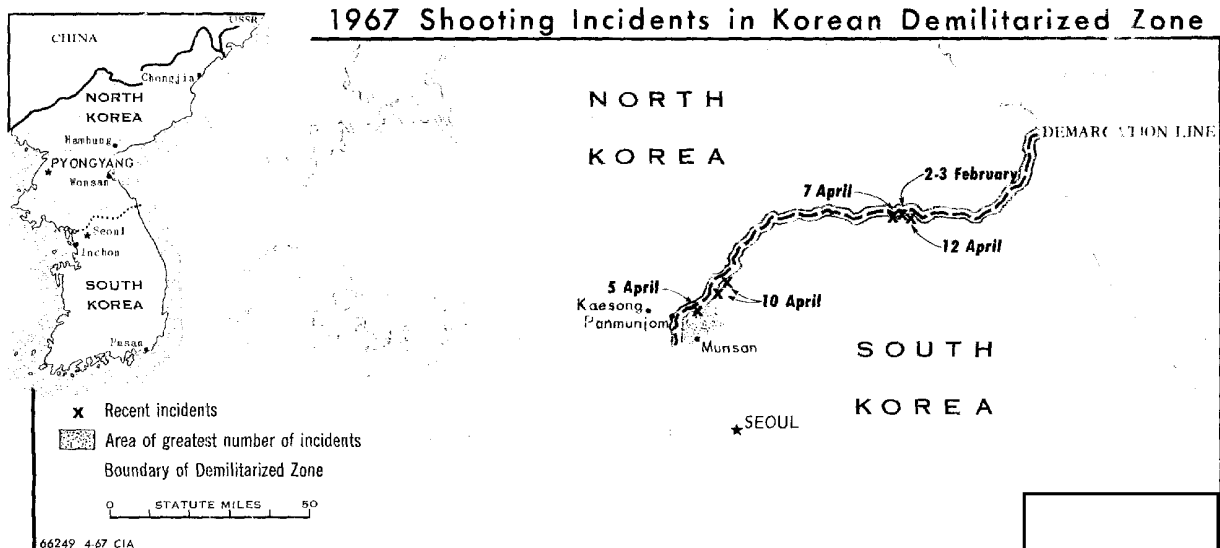 1967 Shooting Incidents in Korean Demilitarized Zone
CHINA
USSR
Chongjin
NORTH
KOREA
Hamhung
PYONGYANG
Wonsan
Seoul
Inchon
SOUTH
KOREA
Pusan
NORTH
KOREA
DEMARCATION LINE
2-3 February
7 April
12 April
5 April
10 April
Kaesong
Panmunjom
Munsan
SOUTH
KOREA
SEOUL
x Recent incidents
Area of greatest number of incidents
Boundary of Demilitarized Zone
0 STATUTE MILES 50
66249 4-67 CIA